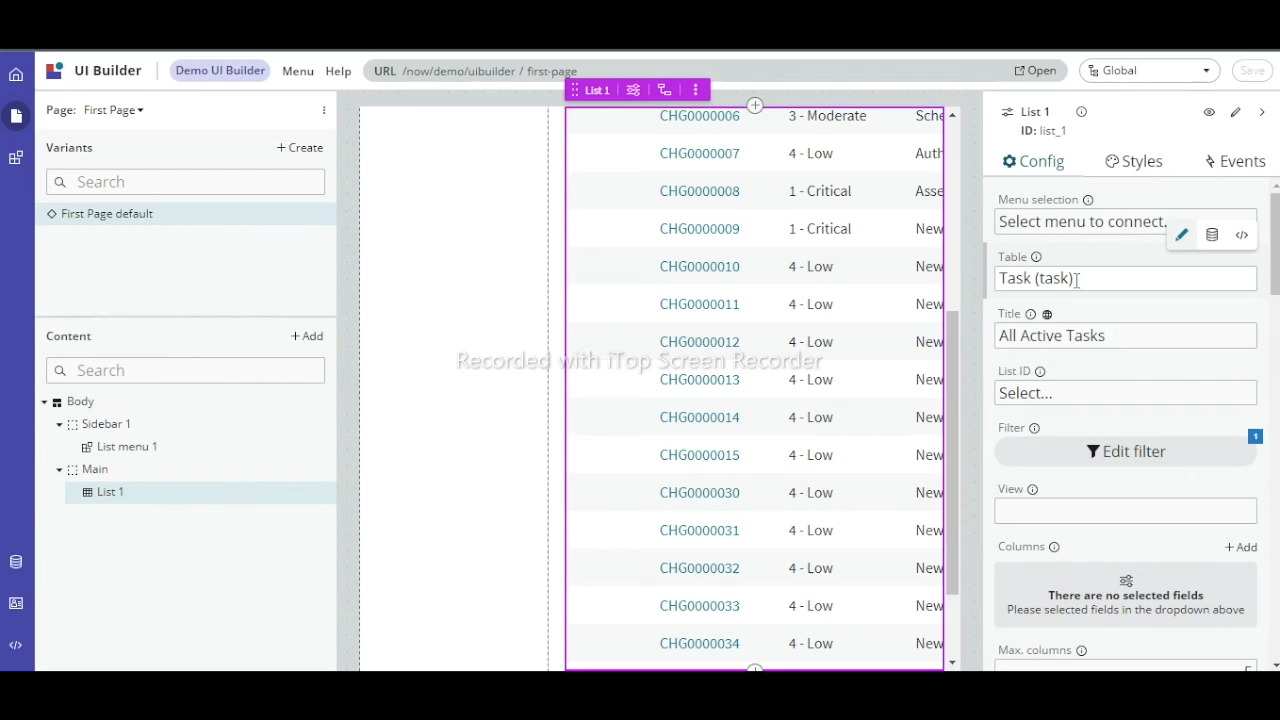 UI Builder
Demo UI Builder
Menu
Help
URL /now/demo/uibuilder / first-page
Open
Global
Save
Page: First Page
Variants
+ Create
Search
First Page default
Content
+ Add
Search
Body
Sidebar 1
List menu 1
Main
List 1
List 1
CHG0000006 3 - Moderate Sche
CHG0000007 4 - Low Auth
CHG0000008 1 - Critical Asse
CHG0000009 1 - Critical New
CHG0000010 4 - Low New
CHG0000011 4 - Low New
CHG0000012 4 - Low New
Recorded with iTop Screen Recorder
CHG0000013 4 - Low New
CHG0000014 4 - Low New
CHG0000015 4 - Low New
CHG0000030 4 - Low New
CHG0000031 4 - Low New
CHG0000032 4 - Low New
CHG0000033 4 - Low New
CHG0000034 4 - Low New
List 1
ID: list_1
Config
Styles
Events
Menu selection
Select menu to connect.
Table
Task (task)
Title
All Active Tasks
List ID
Select...
Filter
1
Edit filter
View
Columns
+ Add
There are no selected fields
Please selected fields in the dropdown above
Max. columns